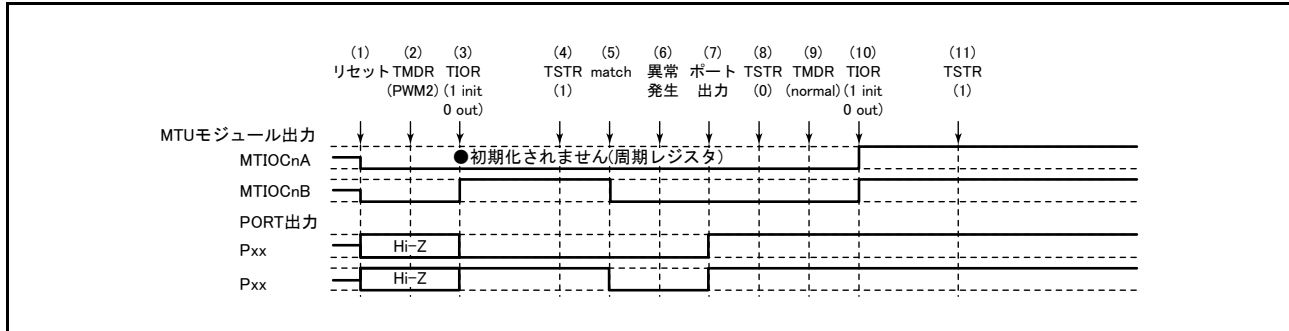 (1) (2) (3) (4) (5) (6) (7) (8) (9) (10) (11)
リセット TMDR TIOR TSTR match 異常 ポート TSTR TMDR TIOR TSTR
(PWM2) (1 init (1) 発生 出力 (0) (normal) (1 init (1)
0 out) 0 out)
MTUモジュール出力
MTIOCnA ●初期化されません(周期レジスタ)
MTIOCnB
PORT出力
Pxx Hi-Z
Pxx Hi-Z